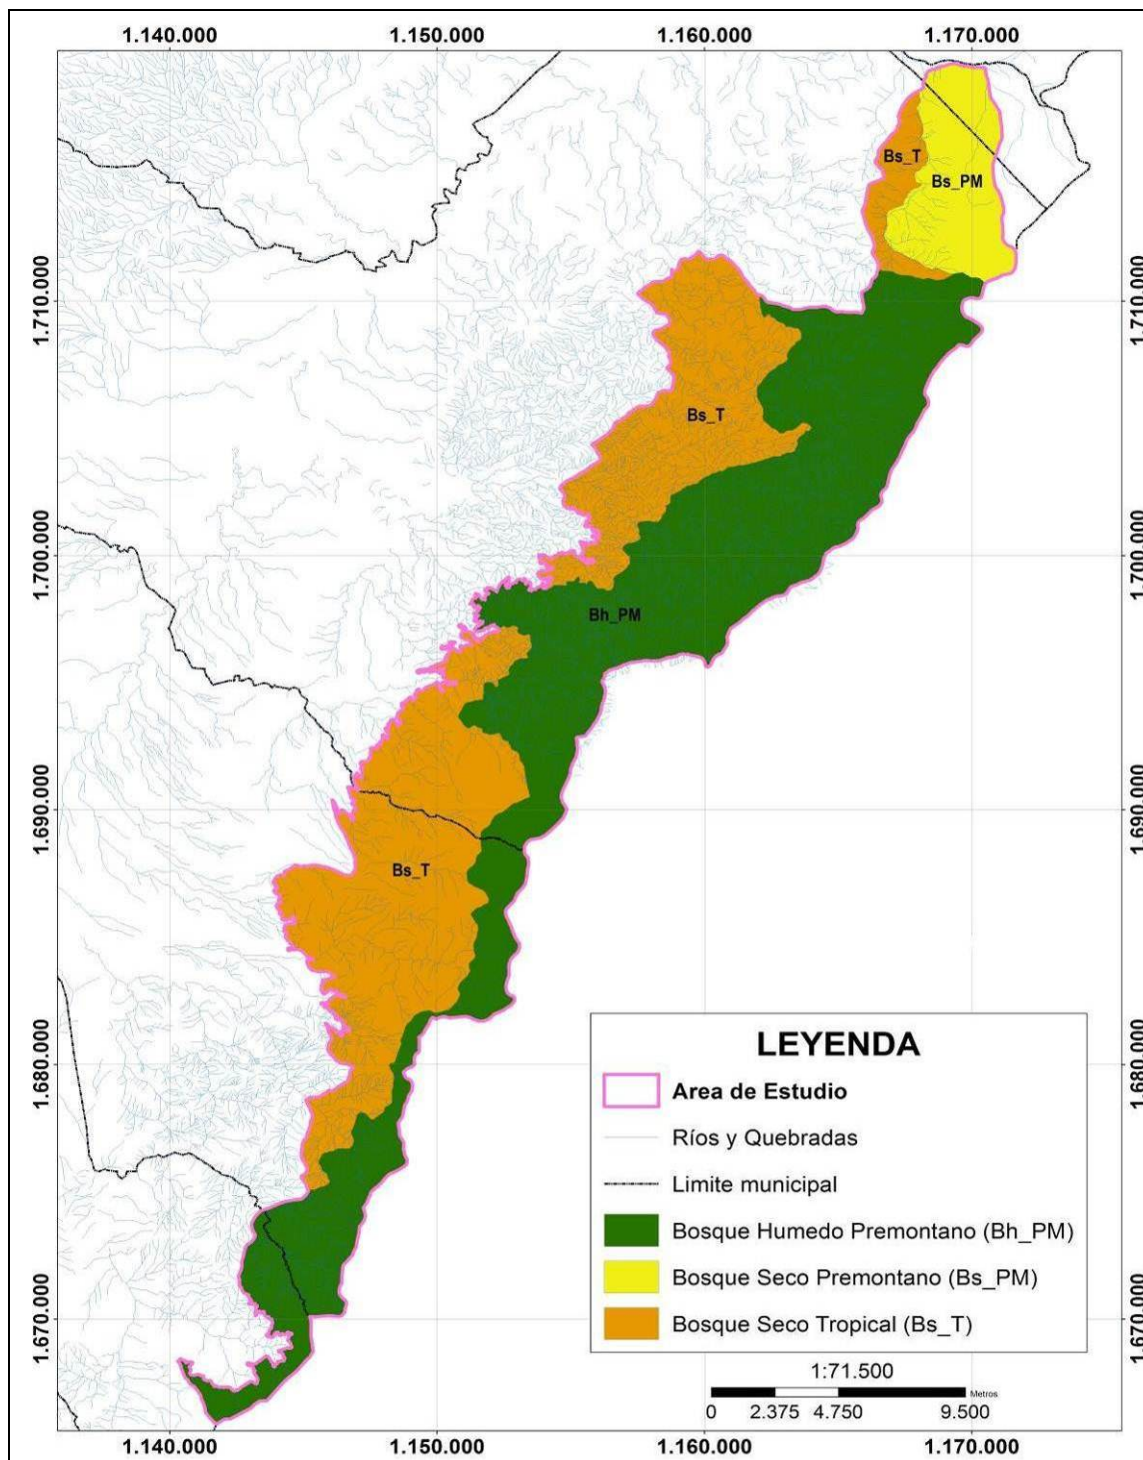 1.140.000 1.150.000 1.160.000 1.170.000
Bs_T
Bs_PM
1.710.000 1.710.000
Bs_T
1.700.000 1.700.000
Bh_PM
1.690.000 1.690.000
Bs_T
1.680.000 1.680.000
LEYENDA
Area de Estudio
Ríos y Quebradas
Limite municipal
Bosque Humedo Premontano (Bh_PM)
Bosque Seco Premontano (Bs_PM)
Bosque Seco Tropical (Bs_T)
1.670.000 1.670.000
1:71.500
Metros
0 2.375 4.750 9.500
1.140.000 1.150.000 1.160.000 1.170.000